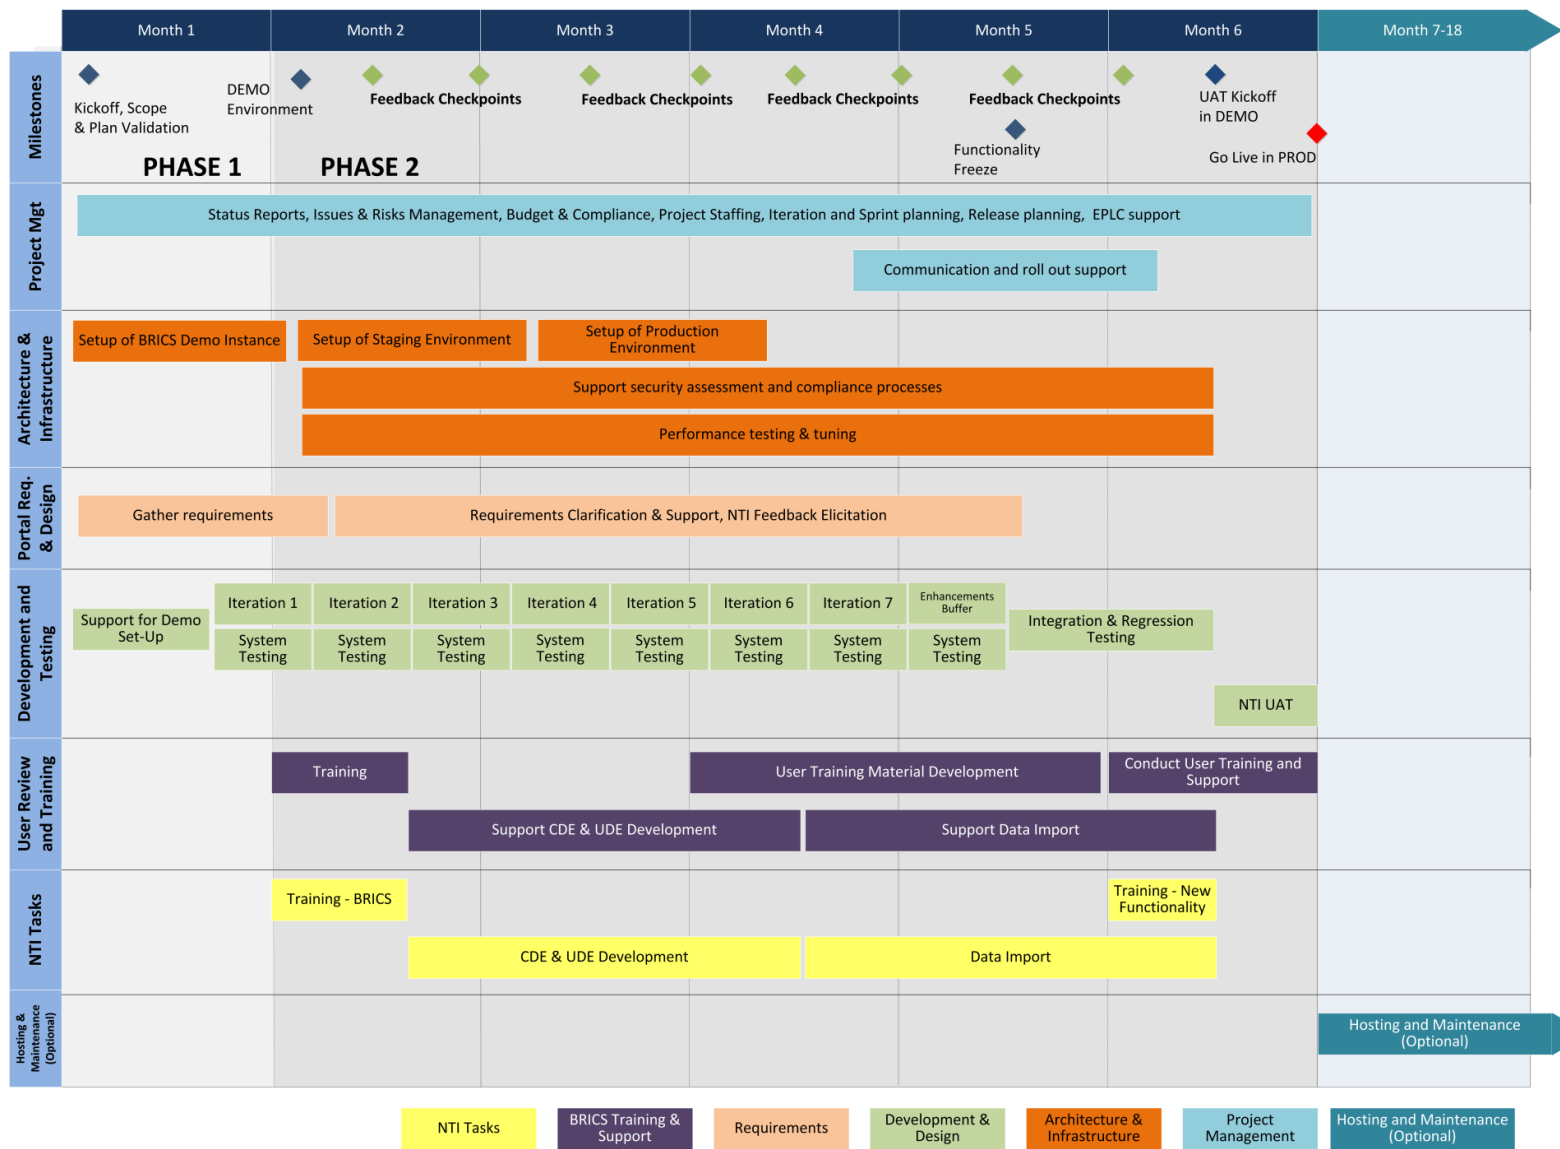 Month 1
Month 2
Month 3
Month 4
Month 5
Month 6
Month 7-18
Milestones
Kickoff, Scope
& Plan Validation
DEMO
Environment
Feedback Checkpoints
Feedback Checkpoints
Feedback Checkpoints
Feedback Checkpoints
UAT Kickoff
in DEMO
Functionality
Freeze
Go Live in PROD
PHASE 1
PHASE 2
Project Mgt
Status Reports, Issues & Risks Management, Budget & Compliance, Project Staffing, Iteration and Sprint planning, Release planning, EPLC support
Communication and roll out support
Architecture &
Infrastructure
Setup of BRICS Demo Instance
Setup of Staging Environment
Setup of Production
Environment
Support security assessment and compliance processes
Performance testing & tuning
Portal Req.
& Design
Gather requirements
Requirements Clarification & Support, NTI Feedback Elicitation
Development and
Testing
Support for Demo
Set-Up
Iteration 1
Iteration 2
Iteration 3
Iteration 4
Iteration 5
Iteration 6
Iteration 7
Enhancements
Buffer
System
Testing
System
Testing
System
Testing
System
Testing
System
Testing
System
Testing
System
Testing
System
Testing
Integration & Regression
Testing
NTI UAT
User Review
and Training
Training
User Training Material Development
Conduct User Training and
Support
Support CDE & UDE Development
Support Data Import
NTI Tasks
Training - BRICS
Training - New
Functionality
CDE & UDE Development
Data Import
Hosting &
Maintenance
(Optional)
Hosting and Maintenance
(Optional)
NTI Tasks
BRICS Training &
Support
Requirements
Development &
Design
Architecture &
Infrastructure
Project
Management
Hosting and Maintenance
(Optional)